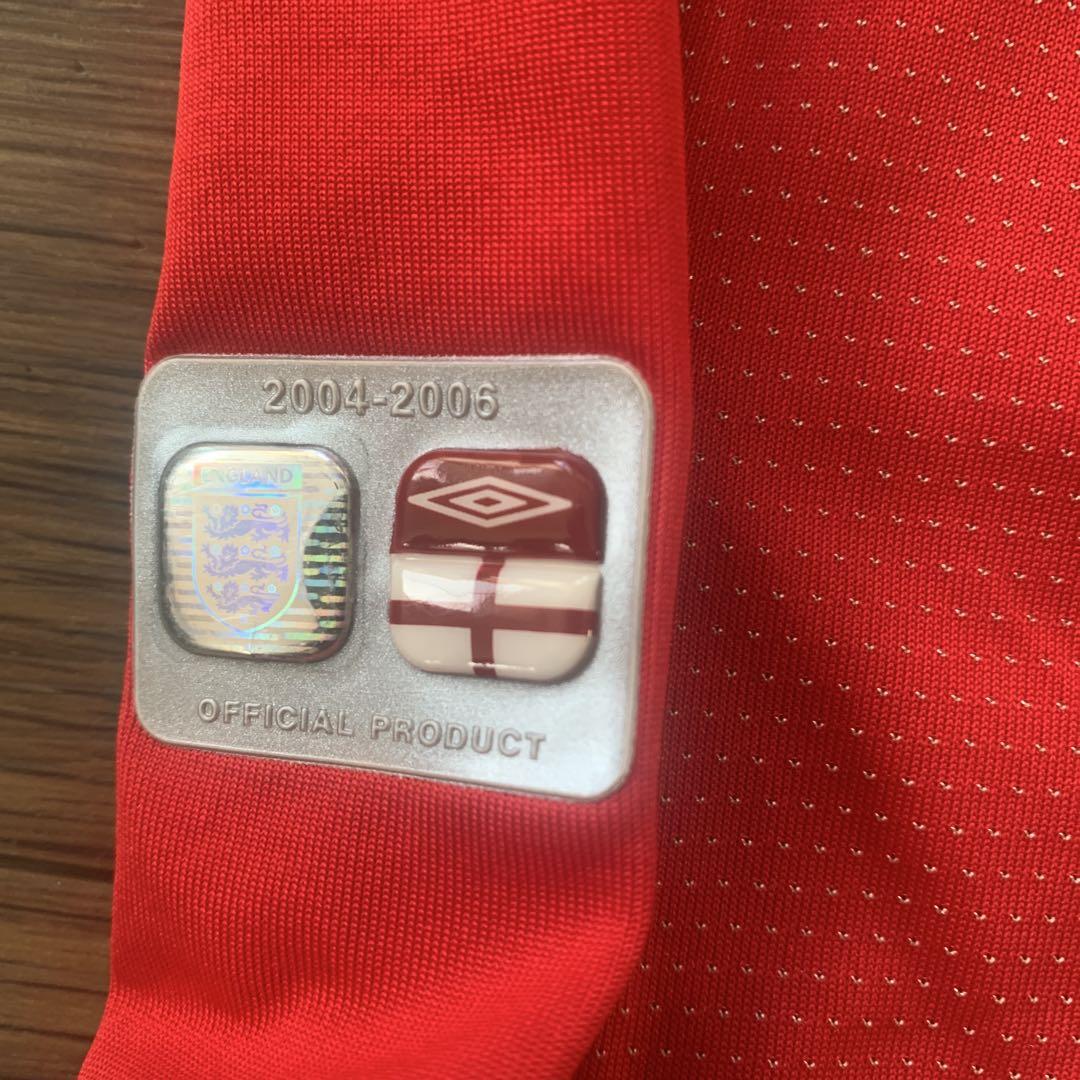 2004-2006
ENGLAND
OFFICIAL PRODUCT